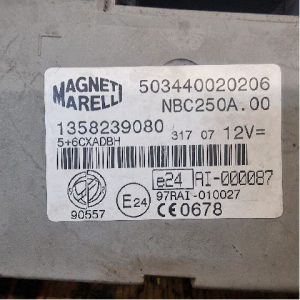 MAGNETI
MARELLI
503440020206
NBC250A.00
1358239080 317 07 12V=
5+6CXADBH
90557
E24
e24 AI-000087
97RAI-010027
CE0678